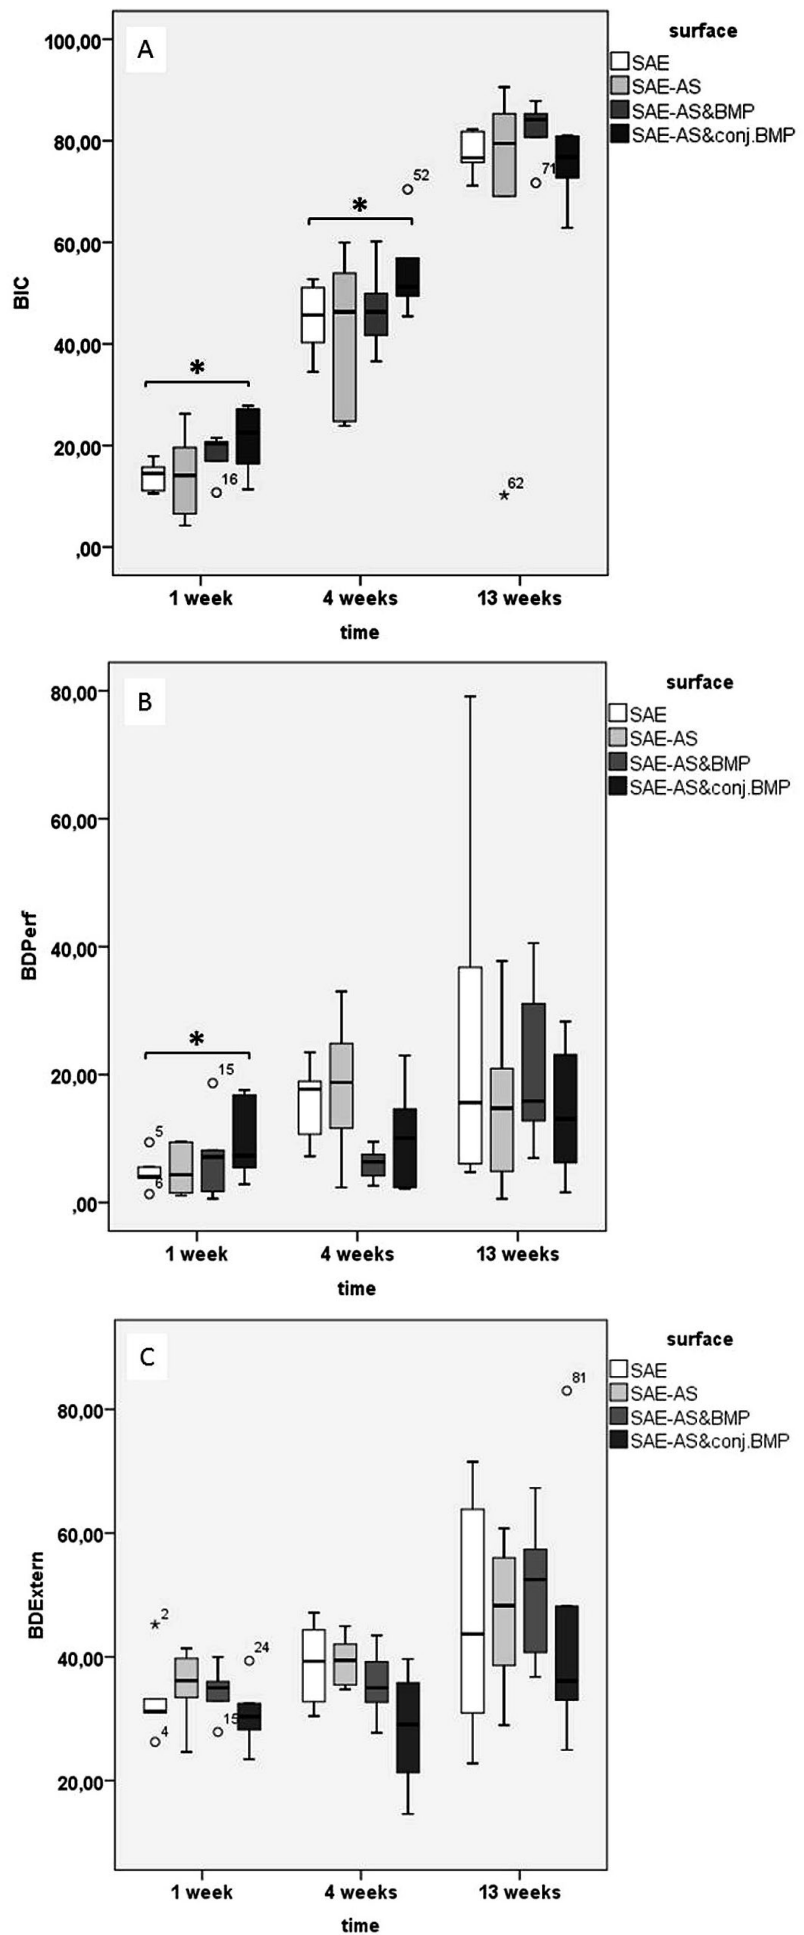 A
surface
SAE
SAE-AS
SAE-AS&BMP
SAE-AS&conj.BMP
100,00
80,00
60,00
40,00
20,00
,00
BIC
*
*
52
71
16
*62
1 week
4 weeks
13 weeks
time
B
surface
SAE
SAE-AS
SAE-AS&BMP
SAE-AS&conj.BMP
80,00
60,00
40,00
20,00
,00
BDPerf
*
15
5
6
1 week
4 weeks
13 weeks
time
C
surface
SAE
SAE-AS
SAE-AS&BMP
SAE-AS&conj.BMP
81
80,00
60,00
40,00
20,00
BDExtern
*2
24
4
15
1 week
4 weeks
13 weeks
time